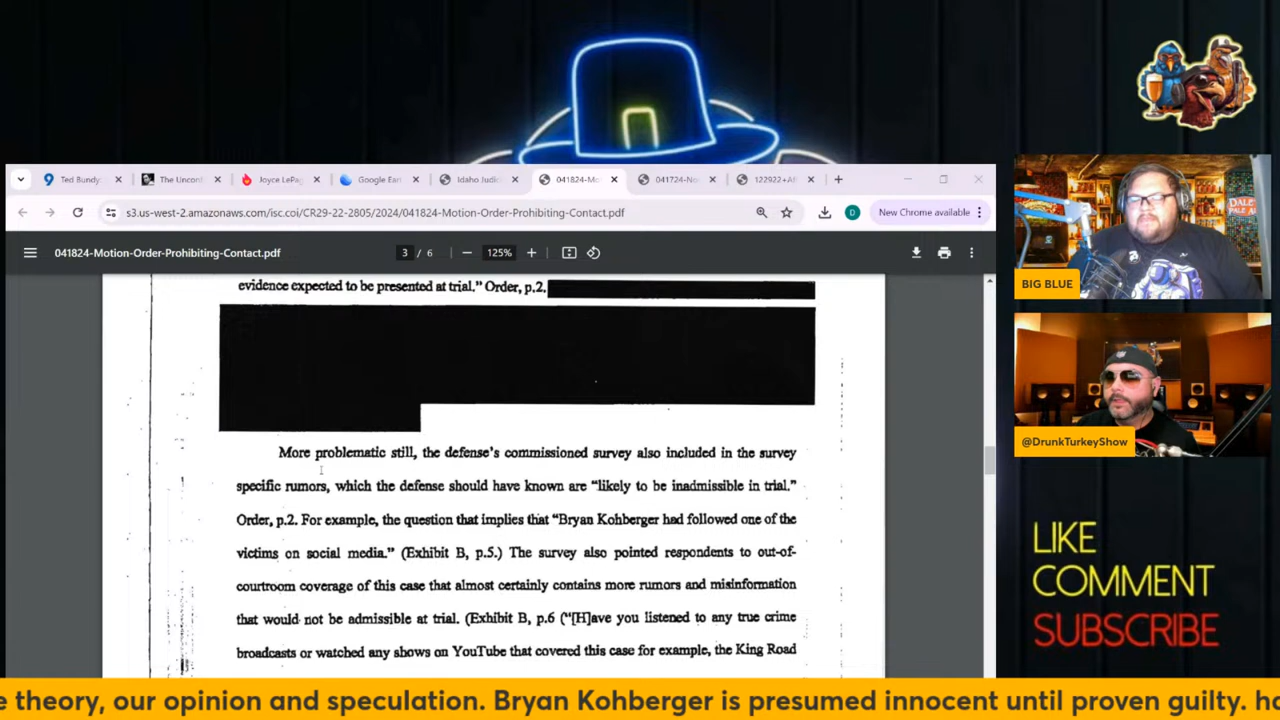 Ted Bundy:
The Uncon
Joyce LePa
Google Ear
Idaho Judi
041824-Mo
041724-No
122922+Af
s3.us-west-2.amazonaws.com/isc.coi/CR29-22-2805/2024/041824-Motion-Order-Prohibiting-Contact.pdf
D
New Chrome available
041824-Motion-Order-Prohibiting-Contact.pdf
3 / 6
125%
evidence expected to be presented at trial.” Order, p.2,
More problematic still, the defense’s commissioned survey also included in the survey
specific rumors, which the defense should have known are “likely to be inadmissible in trial.”
Order, p.2. For example, the question that implies that “Bryan Kohberger had followed one of the
victims on social media.” (Exhibit B, p.5.) The survey also pointed respondents to out-of-
courtroom coverage of this case that almost certainly contains more rumors and misinformation
that would not be admissible at trial. (Exhibit B, p.6 (“[H]ave you listened to any true crime
broadcasts or watched any shows on YouTube that covered this case for example, the King Road
BIG BLUE
@DrunkTurkeyShow
LIKE
COMMENT
SUBSCRIBE
e theory, our opinion and speculation. Bryan Kohberger is presumed innocent until proven guilty. ha